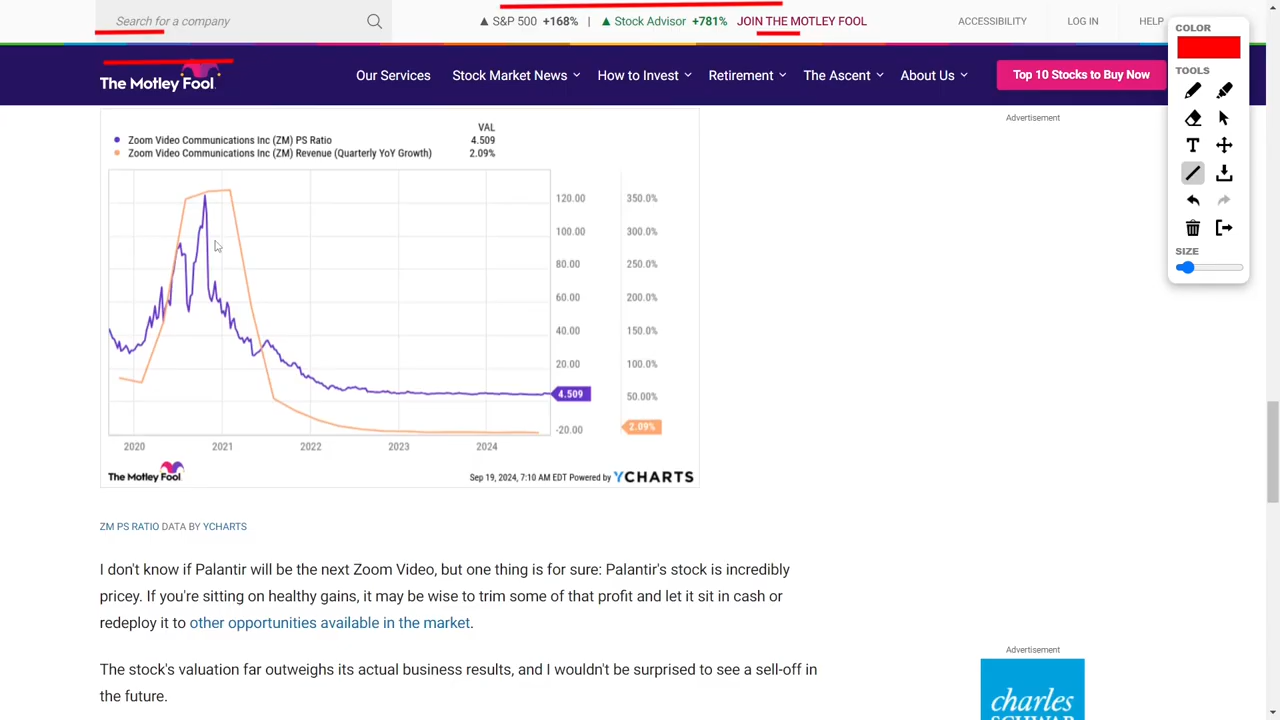 Search for a company
▲ S&P 500 +168% | ▲ Stock Advisor +781% JOIN THE MOTLEY FOOL
ACCESSIBILITY LOG IN HELP
COLOR
TOOLS
T
SIZE
The Motley Fool
Our Services Stock Market News How to Invest Retirement The Ascent About Us
Top 10 Stocks to Buy Now
Advertisement
VAL
Zoom Video Communications Inc (ZM) PS Ratio 4.509
Zoom Video Communications Inc (ZM) Revenue (Quarterly YoY Growth) 2.09%
120.00 350.0%
100.00 300.0%
80.00 250.0%
60.00 200.0%
40.00 150.0%
20.00 100.0%
4.509 50.00%
-20.00 2.09%
2020 2021 2022 2023 2024
The Motley Fool
Sep 19, 2024, 7:10 AM EDT Powered by YCHARTS
ZM PS RATIO DATA BY YCHARTS
I don't know if Palantir will be the next Zoom Video, but one thing is for sure: Palantir's stock is incredibly
pricey. If you're sitting on healthy gains, it may be wise to trim some of that profit and let it sit in cash or
redeploy it to other opportunities available in the market.
The stock's valuation far outweighs its actual business results, and I wouldn't be surprised to see a sell-off in
the future.
Advertisement
charles
SCHWAB